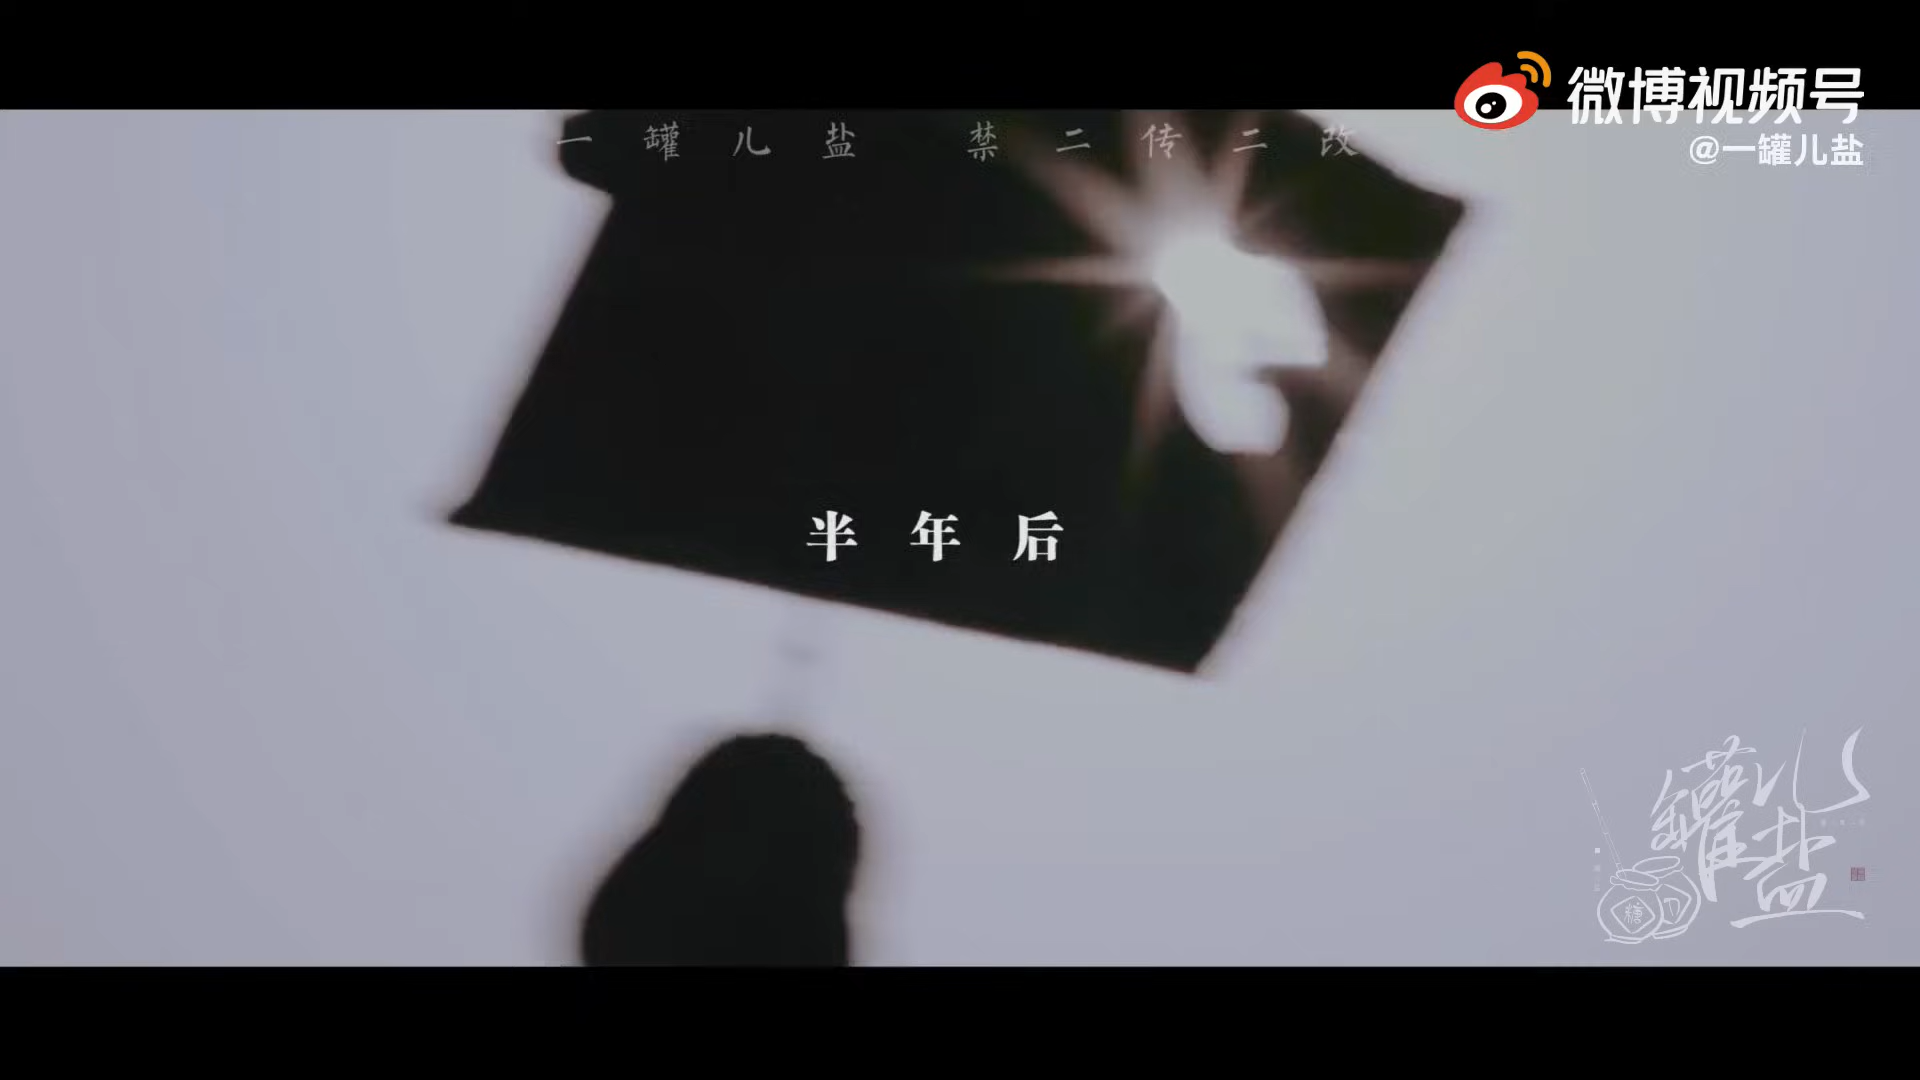 微博视频号
@一罐儿盐
一罐儿盐 禁二传二改
半年后
罐儿盐
糖